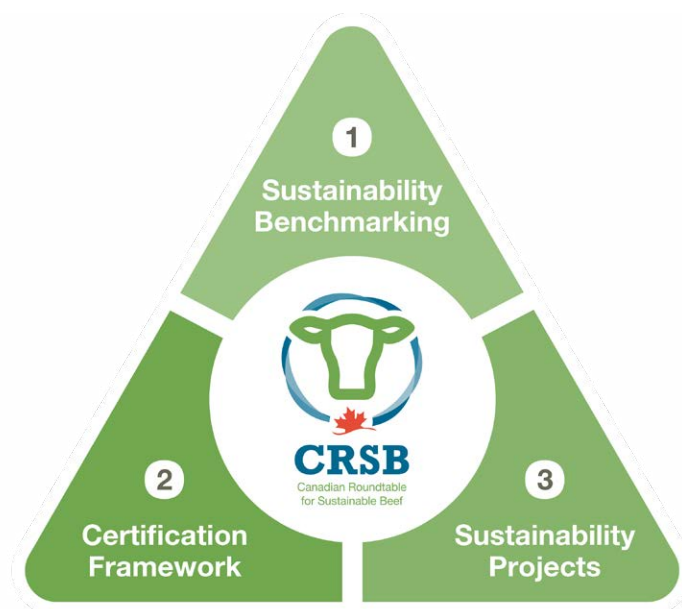 1
Sustainability
Benchmarking
CRSB
Canadian Roundtable
for Sustainable Beef
2
Certification
Framework
3
Sustainability
Projects